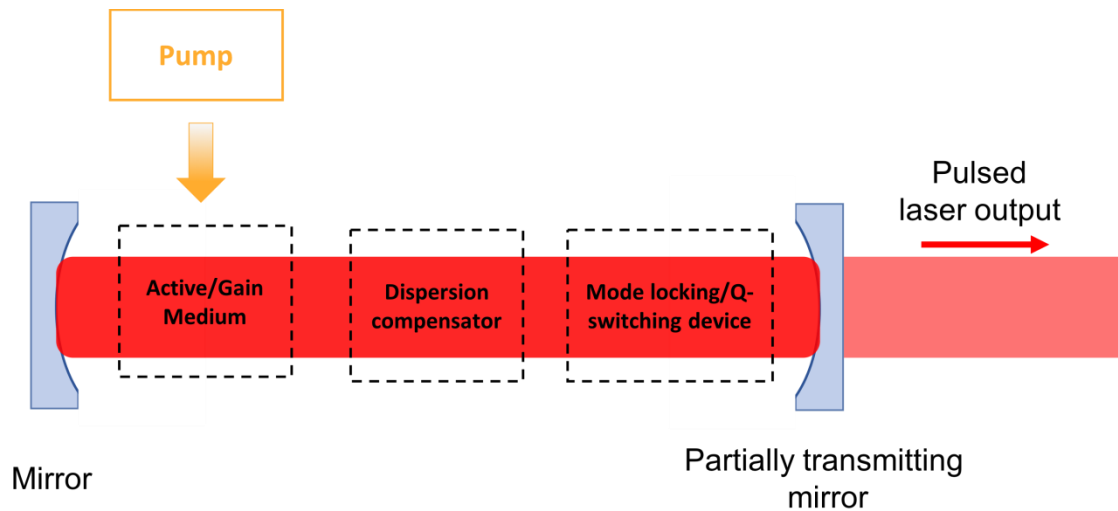 Pump
Pulsed
laser output
Active/Gain
Medium
Dispersion
compensator
Mode locking/Q-
switching device
Mirror
Partially transmitting
mirror